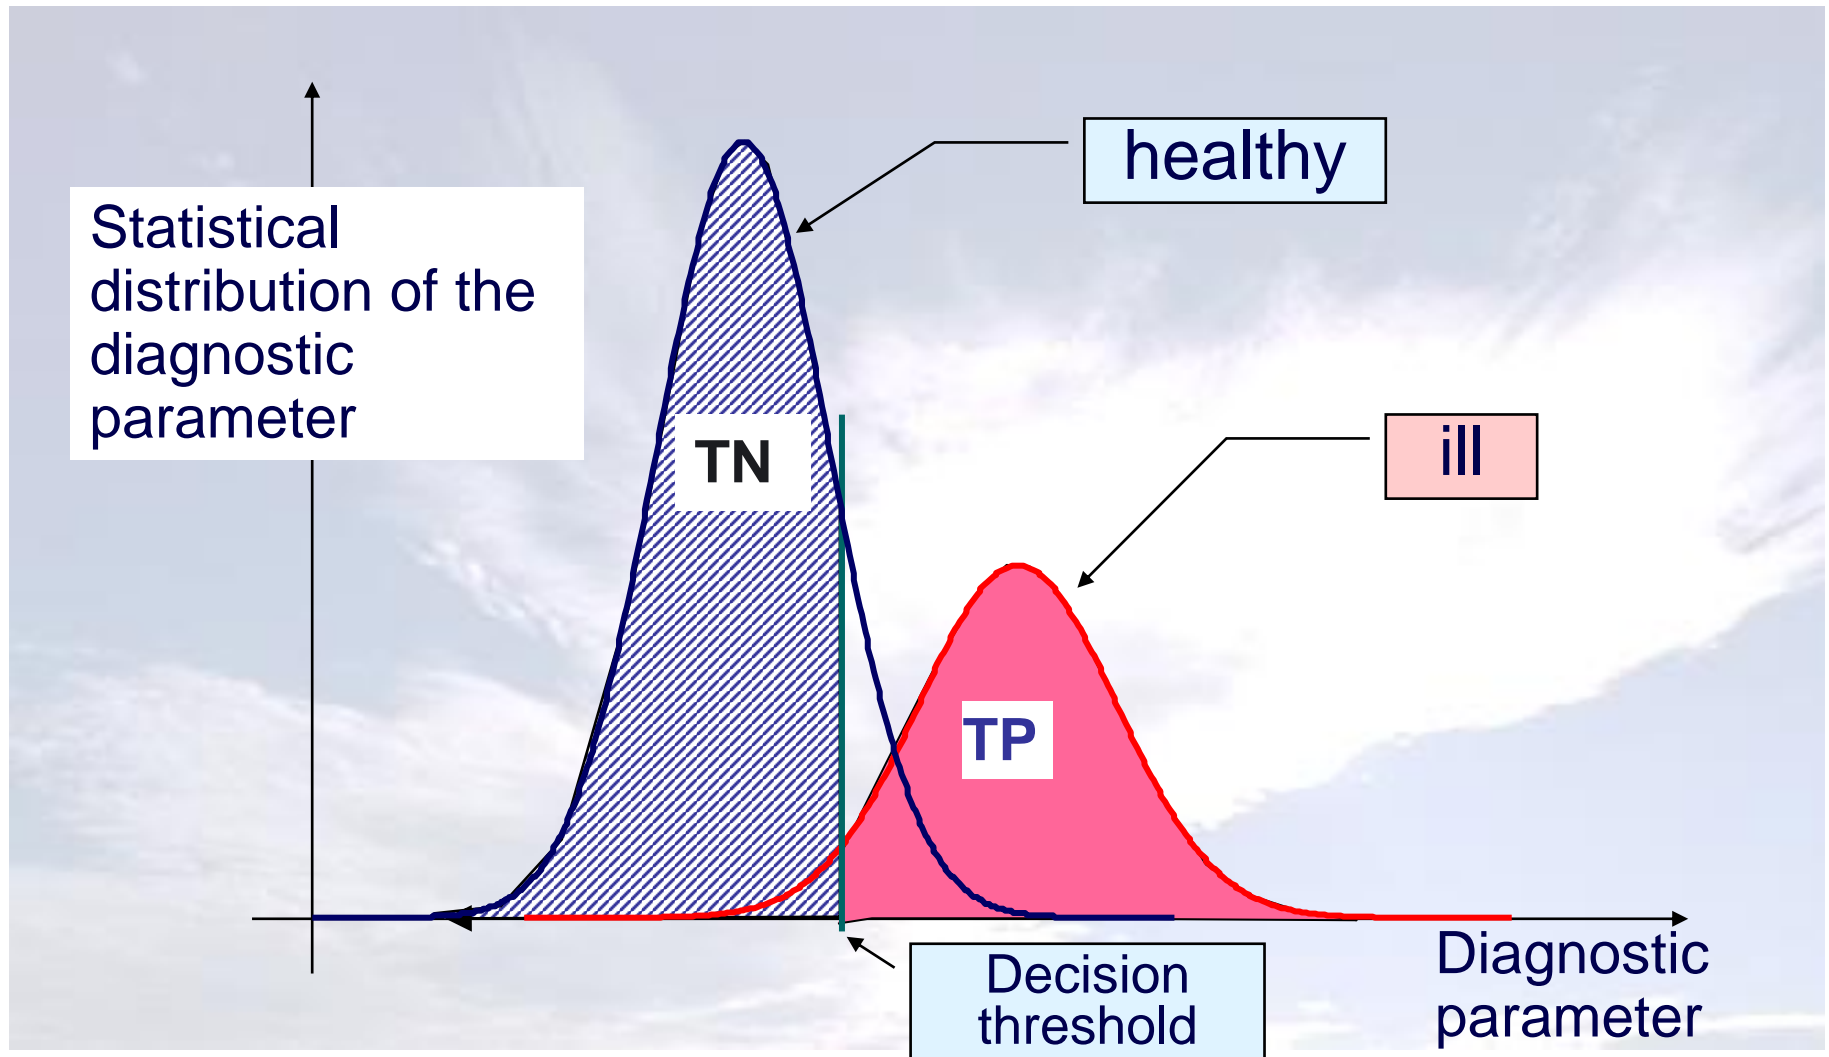 healthy
Statistical
distribution of the
diagnostic
parameter
TN
ill
TP
Decision
threshold
Diagnostic
parameter